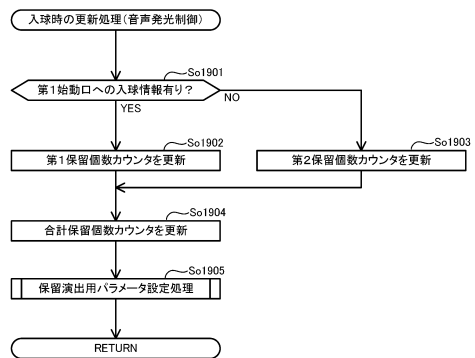 入球時の更新処理(音声発光制御)
So1901
第1始動口への入球情報有り?
YES
NO
So1902
第1保留個数カウンタを更新
So1903
第2保留個数カウンタを更新
So1904
合計保留個数カウンタを更新
So1905
保留演出用パラメータ設定処理
RETURN